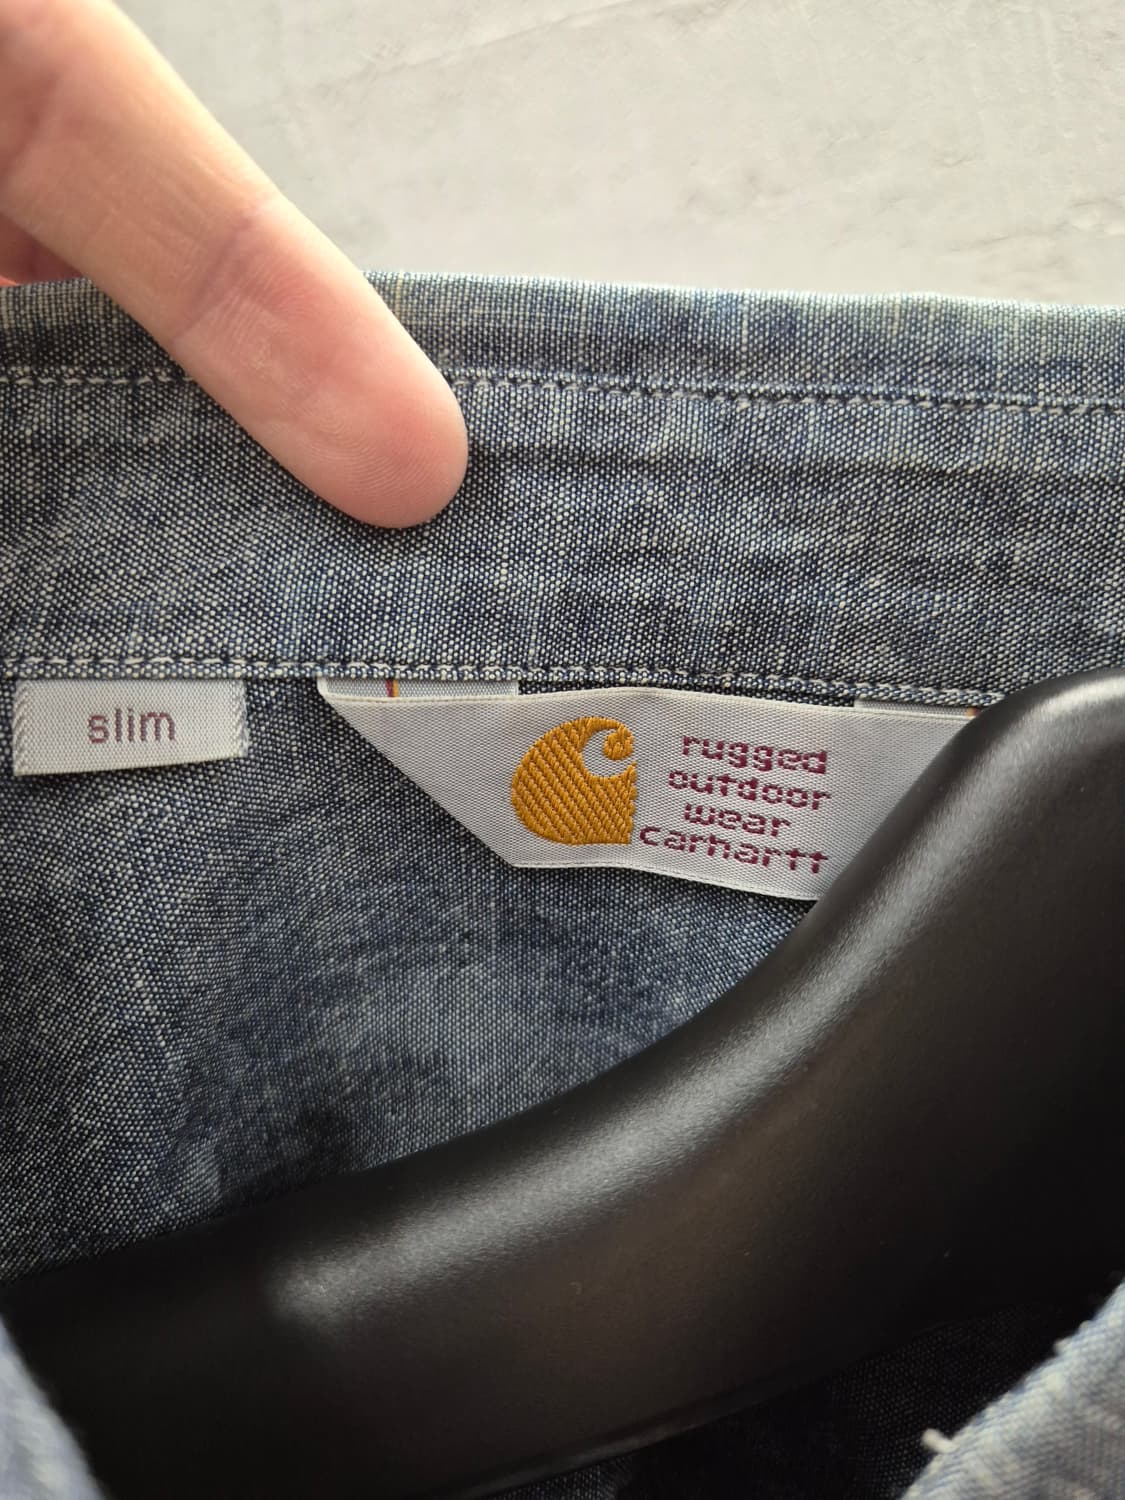 slim
rugged
outdoor
wear
carhartt